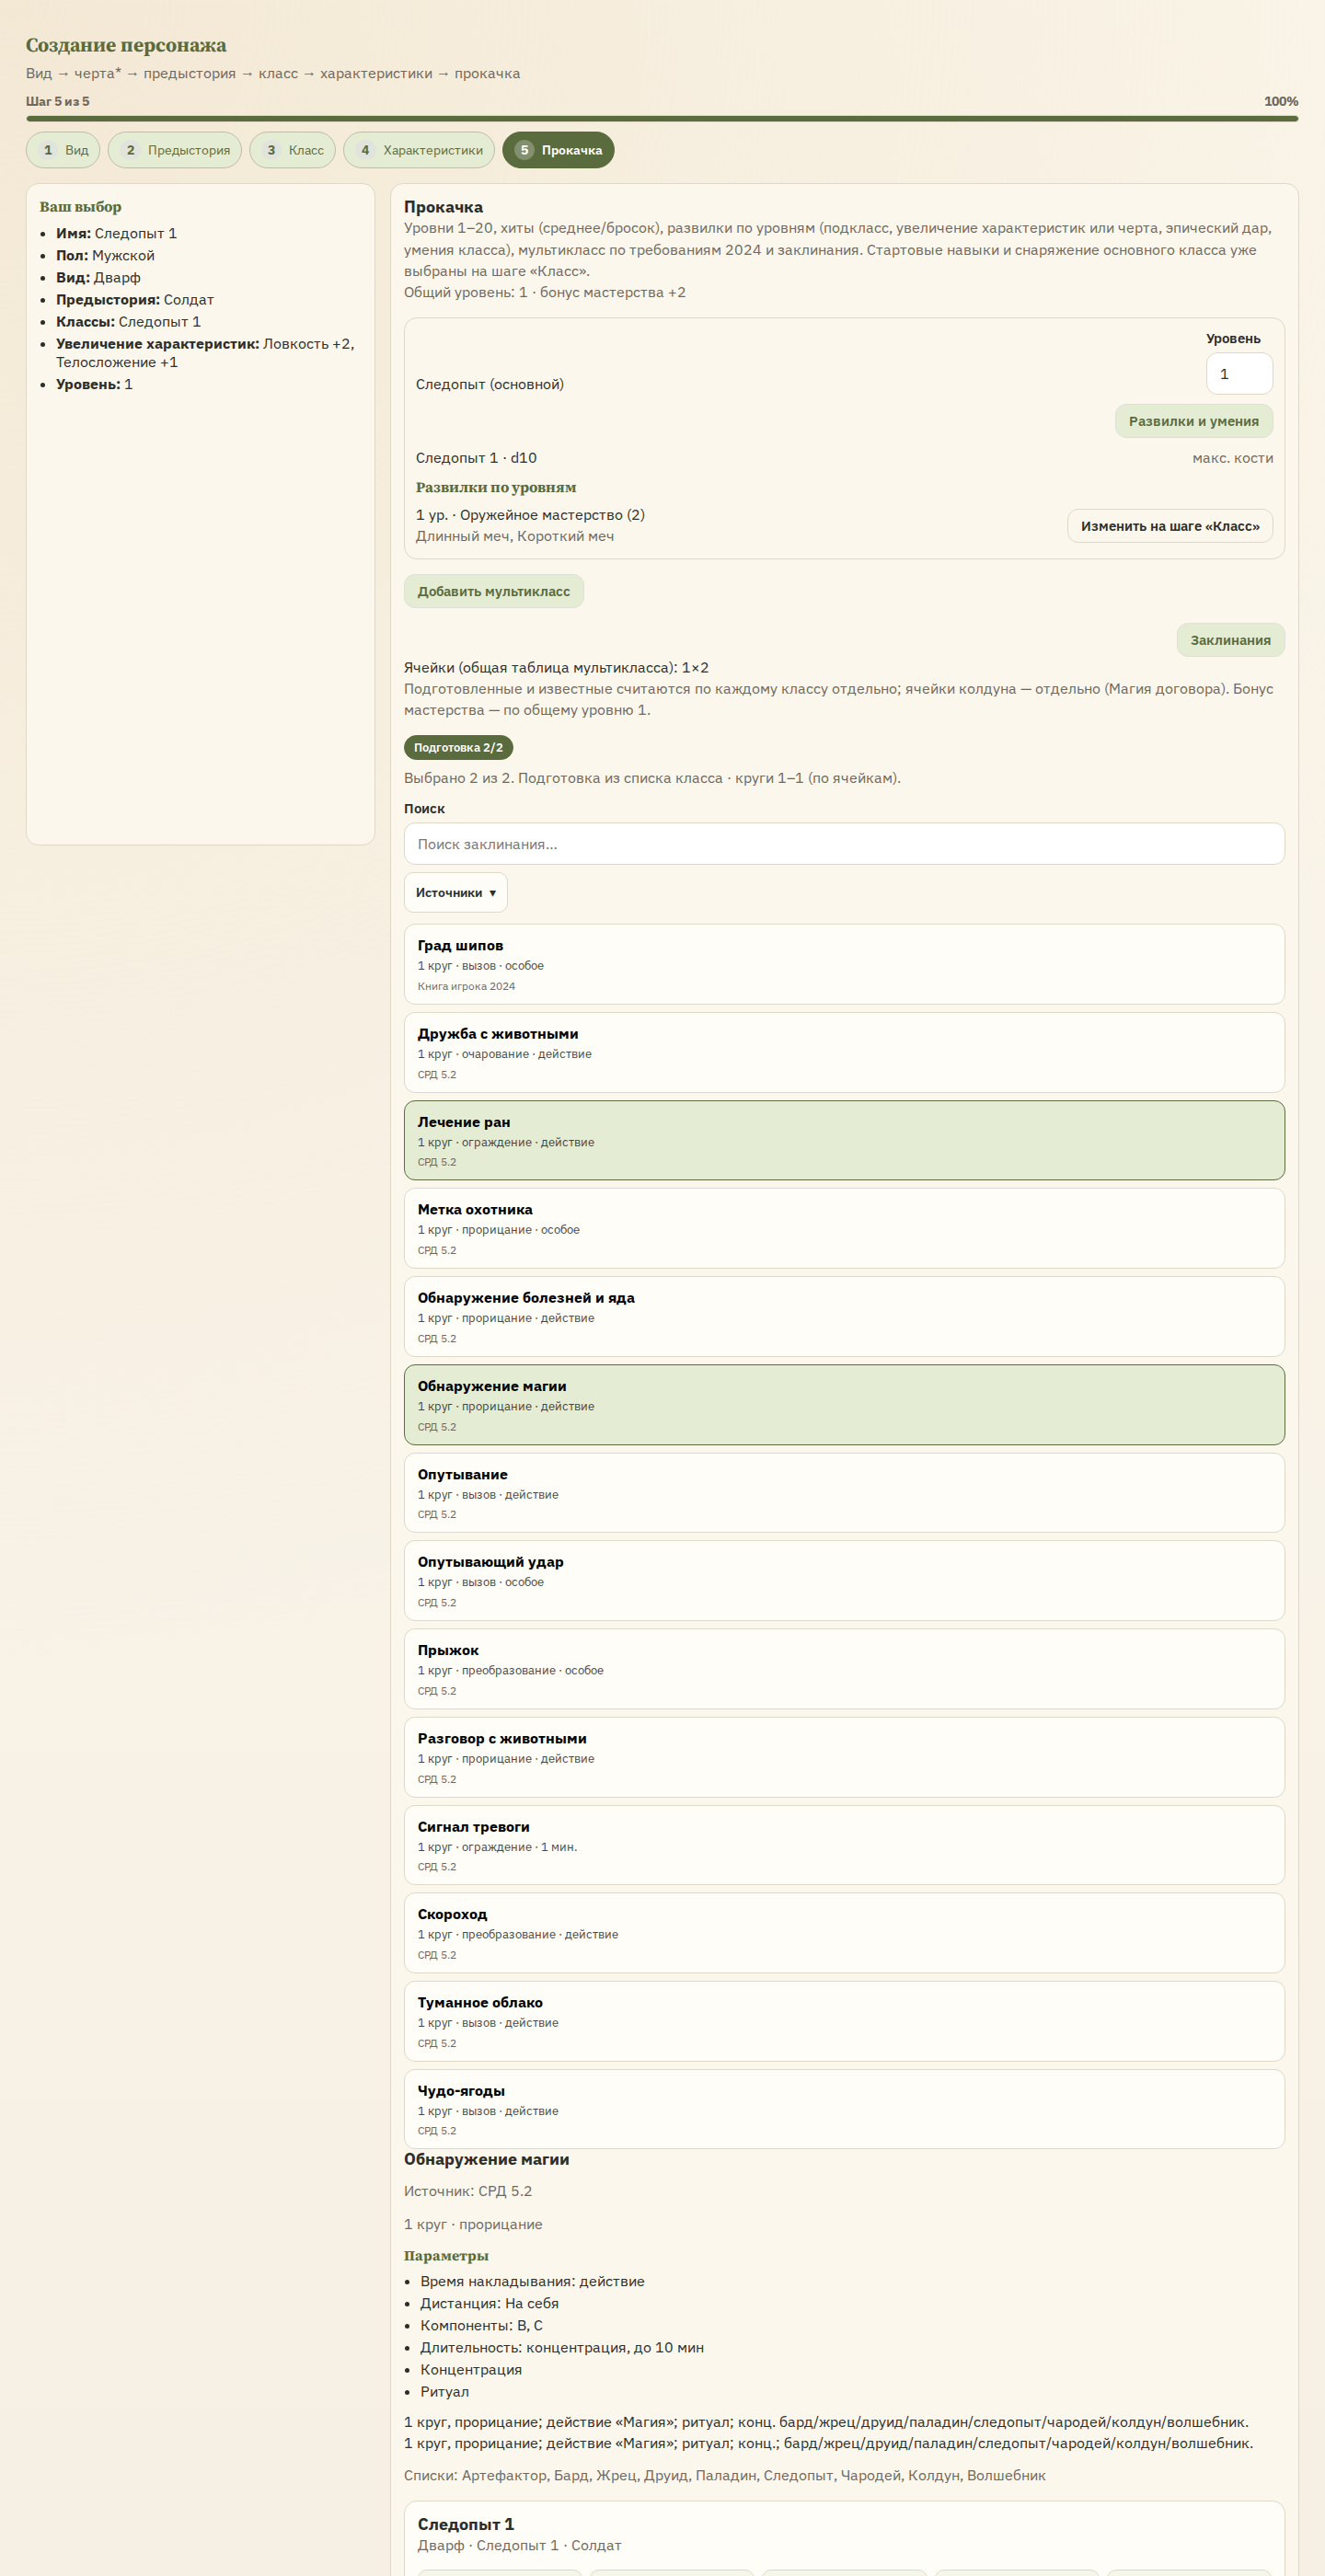 Создание персонажа
Вид → черта* → предыстория → класс → характеристики → прокачка
Шаг 5 из 5
100%
1 Вид
2 Предыстория
3 Класс
4 Характеристики
5 Прокачка
Ваш выбор
Имя: Следопыт 1
Пол: Мужской
Вид: Дварф
Предыстория: Солдат
Классы: Следопыт 1
Увеличение характеристик: Ловкость +2,
Телосложение +1
Уровень: 1
Прокачка
Уровни 1–20, хиты (среднее/бросок), развилки по уровням (подкласс, увеличение характеристик или черта, эпический дар,
умения класса), мультикласс по требованиям 2024 и заклинания. Стартовые навыки и снаряжение основного класса уже
выбраны на шаге «Класс».
Общий уровень: 1 · бонус мастерства +2
Уровень
Следопыт (основной)
1
Развилки и умения
Следопыт 1 · d10
макс. кости
Развилки по уровням
1 ур. · Оружейное мастерство (2)
Длинный меч, Короткий меч
Изменить на шаге «Класс»
Добавить мультикласс
Заклинания
Ячейки (общая таблица мультикласса): 1×2
Подготовленные и известные считаются по каждому классу отдельно; ячейки колдуна — отдельно (Магия договора). Бонус
мастерства — по общему уровню 1.
Подготовка 2/2
Выбрано 2 из 2. Подготовка из списка класса · круги 1–1 (по ячейкам).
Поиск
Поиск заклинания...
Источники ▼
Град шипов
1 круг · вызов · особое
Книга игрока 2024
Дружба с животными
1 круг · очарование · действие
СРД 5.2
Лечение ран
1 круг · ограждение · действие
СРД 5.2
Метка охотника
1 круг · прорицание · особое
СРД 5.2
Обнаружение болезней и яда
1 круг · прорицание · действие
СРД 5.2
Обнаружение магии
1 круг · прорицание · действие
СРД 5.2
Опутывание
1 круг · вызов · действие
СРД 5.2
Опутывающий удар
1 круг · вызов · особое
СРД 5.2
Прыжок
1 круг · преобразование · особое
СРД 5.2
Разговор с животными
1 круг · прорицание · действие
СРД 5.2
Сигнал тревоги
1 круг · ограждение · 1 мин.
СРД 5.2
Скороход
1 круг · преобразование · действие
СРД 5.2
Туманное облако
1 круг · вызов · действие
СРД 5.2
Чудо-ягоды
1 круг · вызов · действие
СРД 5.2
Обнаружение магии
Источник: СРД 5.2
1 круг · прорицание
Параметры
Время накладывания: действие
Дистанция: На себя
Компоненты: В, С
Длительность: концентрация, до 10 мин
Концентрация
Ритуал
1 круг, прорицание; действие «Магия»; ритуал; конц. бард/жрец/друид/паладин/следопыт/чародей/колдун/волшебник.
1 круг, прорицание; действие «Магия»; ритуал; конц.; бард/жрец/друид/паладин/следопыт/чародей/колдун/волшебник.
Списки: Артефактор, Бард, Жрец, Друид, Паладин, Следопыт, Чародей, Колдун, Волшебник
Следопыт 1
Дварф · Следопыт 1 · Солдат